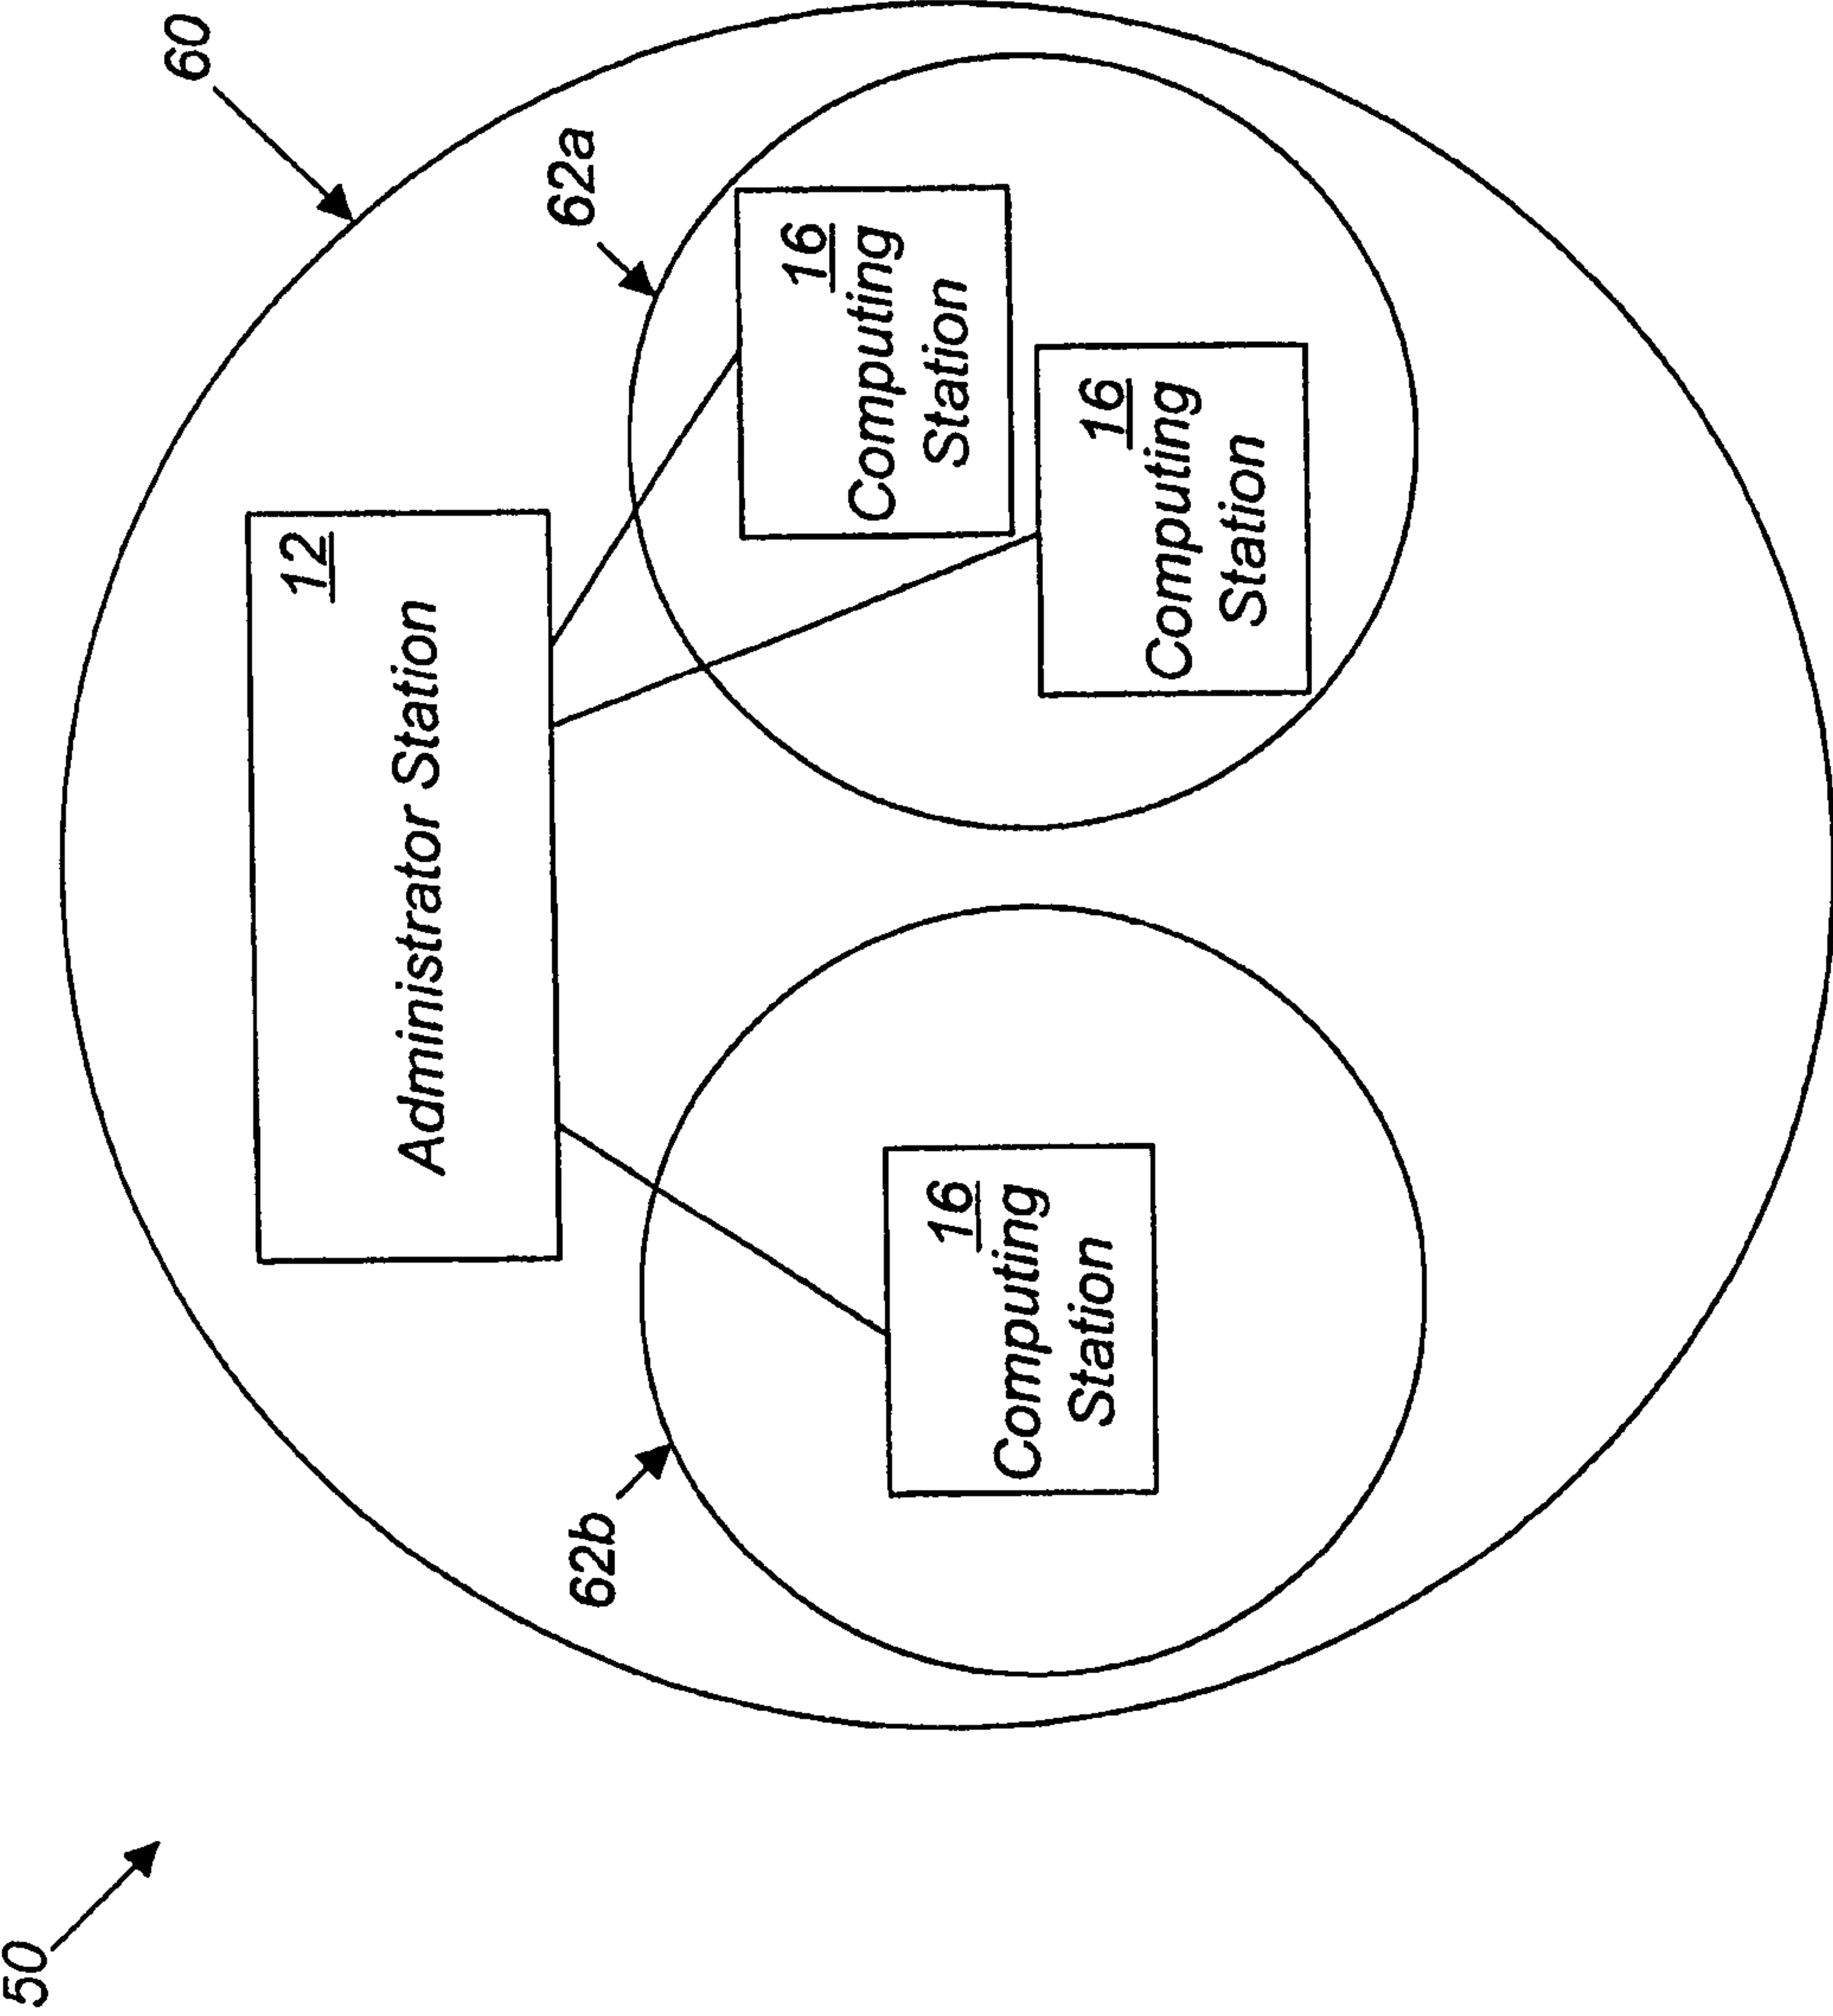 50
60
12
Administrator Station
62b
62a
16
Computing
Station
16
Computing
Station
16
Computing
Station